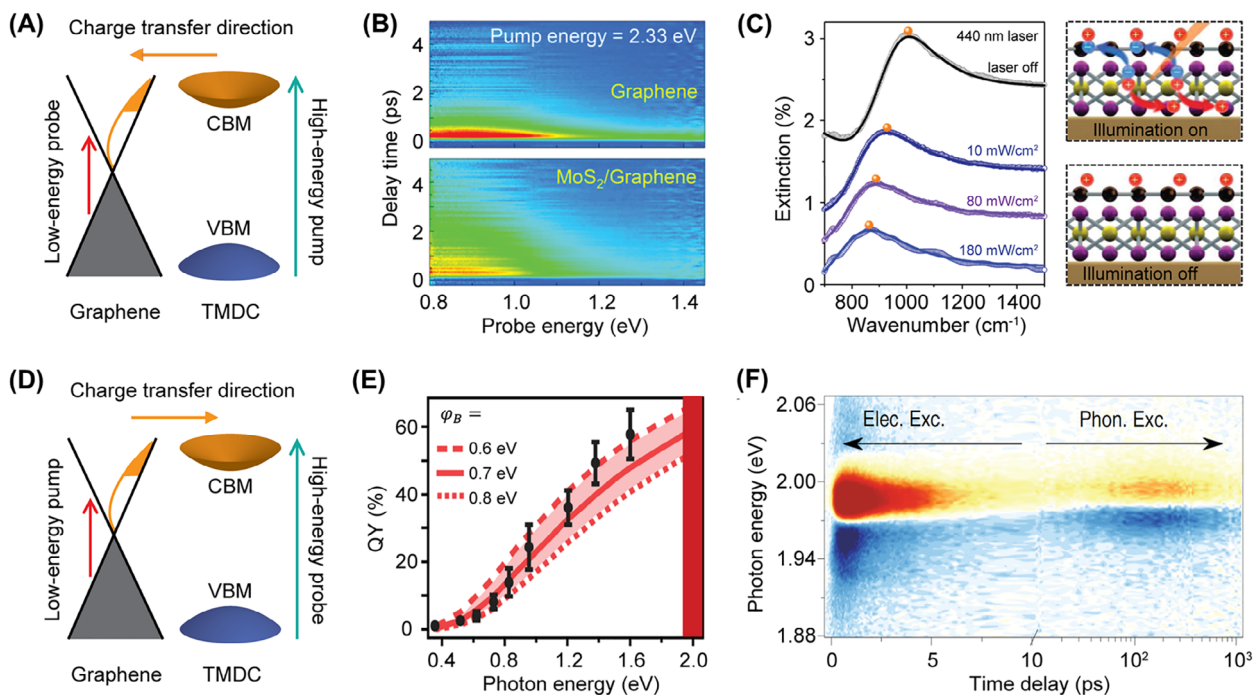 (A)
Charge transfer direction
Low-energy probe
CBM
VBM
High-energy pump
Graphene
TMDC
(B)
Pump energy = 2.33 eV
Graphene
MoS₂/Graphene
Delay time (ps)
4
2
0
4
2
0
0.8
1.0
1.2
1.4
Probe energy (eV)
(C)
440 nm laser
laser off
10 mW/cm²
80 mW/cm²
180 mW/cm²
Extinction (%)
3
2
1
0
800
1000
1200
1400
Wavenumber (cm⁻¹)
Illumination on
Illumination off
(D)
Charge transfer direction
Low-energy pump
CBM
VBM
High-energy probe
Graphene
TMDC
(E)
φ_B =
0.6 eV
0.7 eV
0.8 eV
QY (%)
60
40
20
0
0.4
0.8
1.2
1.6
2.0
Photon energy (eV)
(F)
Elec. Exc.
Phon. Exc.
Photon energy (eV)
2.06
2.00
1.94
1.88
0
5
10
10²
10³
Time delay (ps)